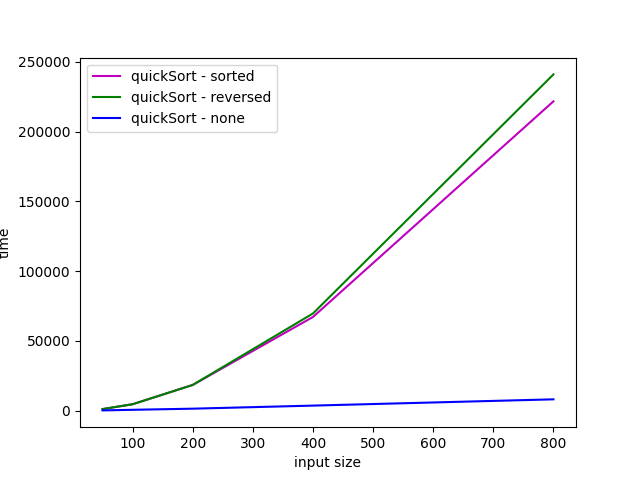 250000
200000
150000
100000
50000
0
time
quickSort - sorted
quickSort - reversed
quickSort - none
100 200 300 400 500 600 700 800
input size